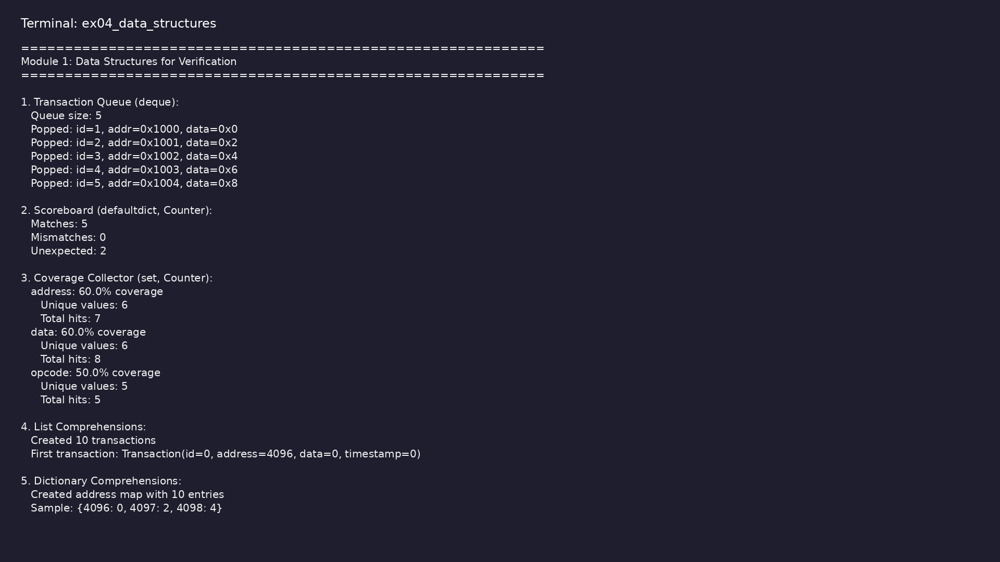 Terminal: ex04_data_structures
============================================================
Module 1: Data Structures for Verification
============================================================
1. Transaction Queue (deque):
Queue size: 5
Popped: id=1, addr=0x1000, data=0x0
Popped: id=2, addr=0x1001, data=0x2
Popped: id=3, addr=0x1002, data=0x4
Popped: id=4, addr=0x1003, data=0x6
Popped: id=5, addr=0x1004, data=0x8
2. Scoreboard (defaultdict, Counter):
Matches: 5
Mismatches: 0
Unexpected: 2
3. Coverage Collector (set, Counter):
address: 60.0% coverage
Unique values: 6
Total hits: 7
data: 60.0% coverage
Unique values: 6
Total hits: 8
opcode: 50.0% coverage
Unique values: 5
Total hits: 5
4. List Comprehensions:
Created 10 transactions
First transaction: Transaction(id=0, address=4096, data=0, timestamp=0)
5. Dictionary Comprehensions:
Created address map with 10 entries
Sample: {4096: 0, 4097: 2, 4098: 4}